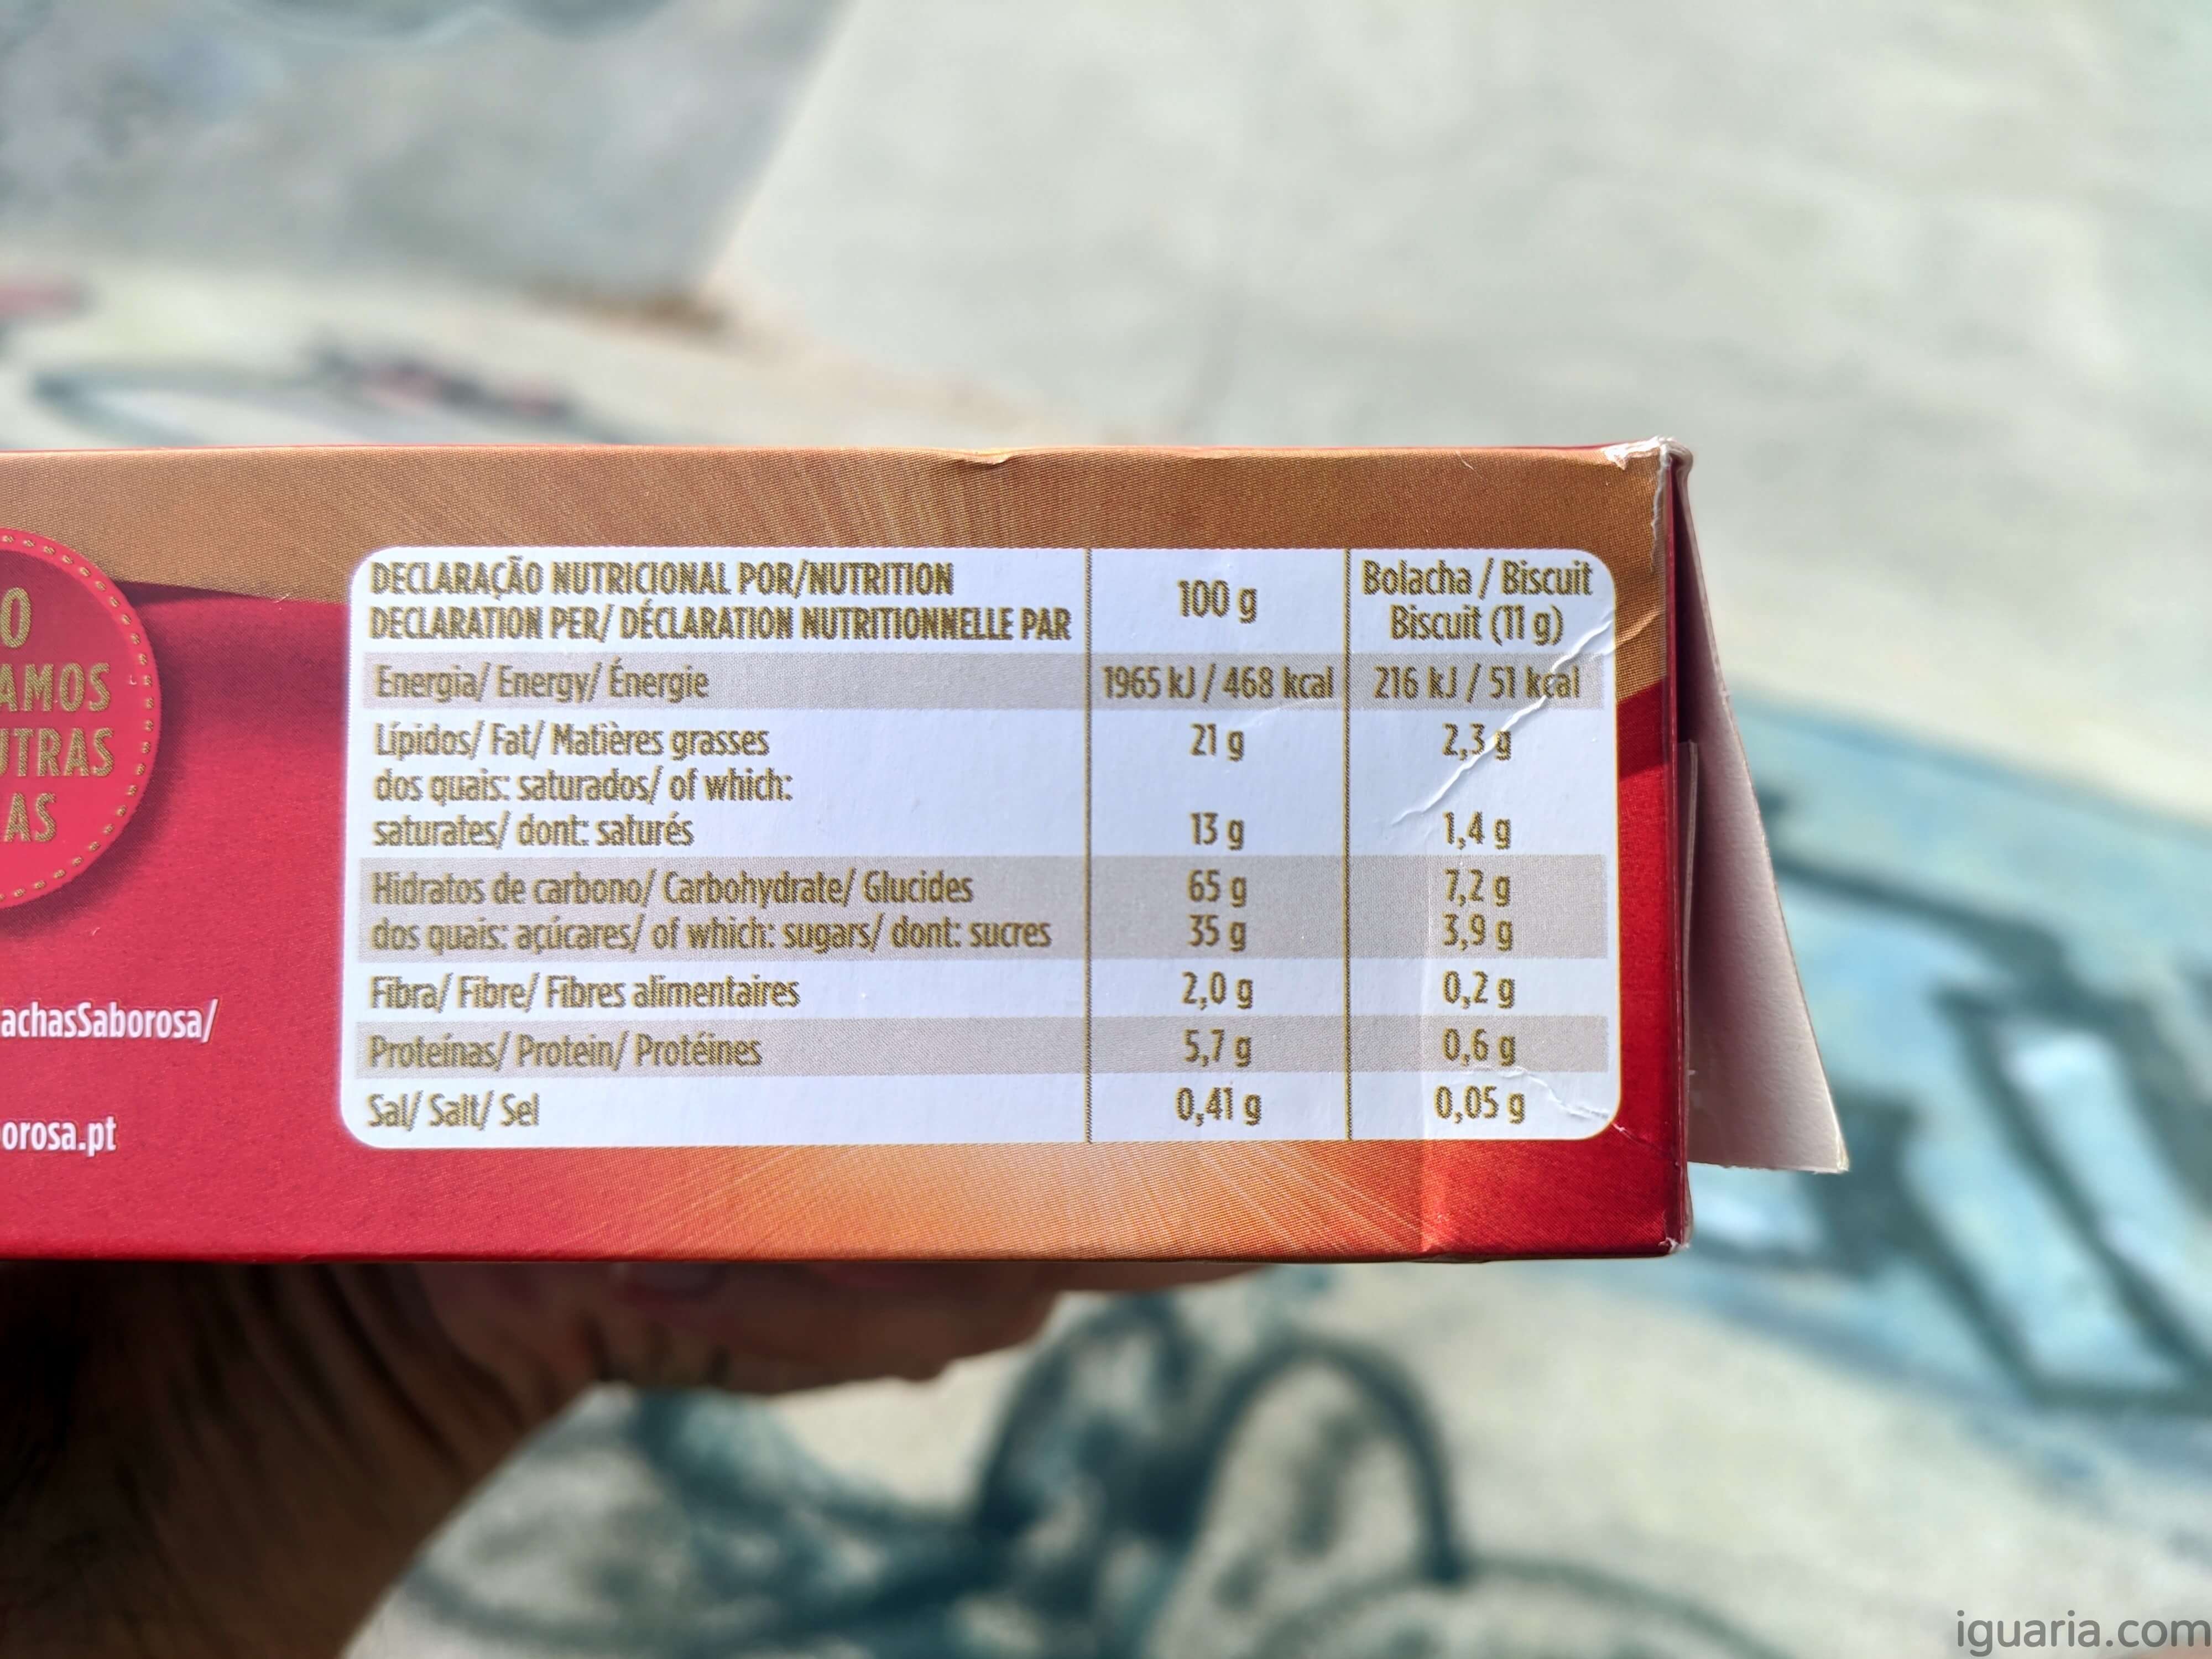 O
AMOS
UTRAS
AS
achasSaborosa/
orosa.pt
DECLARAÇÃO NUTRICIONAL POR/NUTRITION
DECLARATION PER/ DÉCLARATION NUTRITIONNELLE PAR
100 g
Bolacha / Biscuit
Biscuit (11 g)
Energia/ Energy/ Énergie 1965 kJ / 468 kcal 216 kJ / 51 kcal
Lípidos/ Fat/ Matières grasses 21 g 2,3 g
dos quais: saturados/ of which:
saturates/ dont: saturés 13 g 1,4 g
Hidratos de carbono/ Carbohydrate/ Glucides 65 g 7,2 g
dos quais: açúcares/ of which: sugars/ dont: sucres 35 g 3,9 g
Fibra/ Fibre/ Fibres alimentaires 2,0 g 0,2 g
Proteínas/ Protein/ Protéines 5,7 g 0,6 g
Sal/ Salt/ Sel 0,41 g 0,05 g
iguaria.com